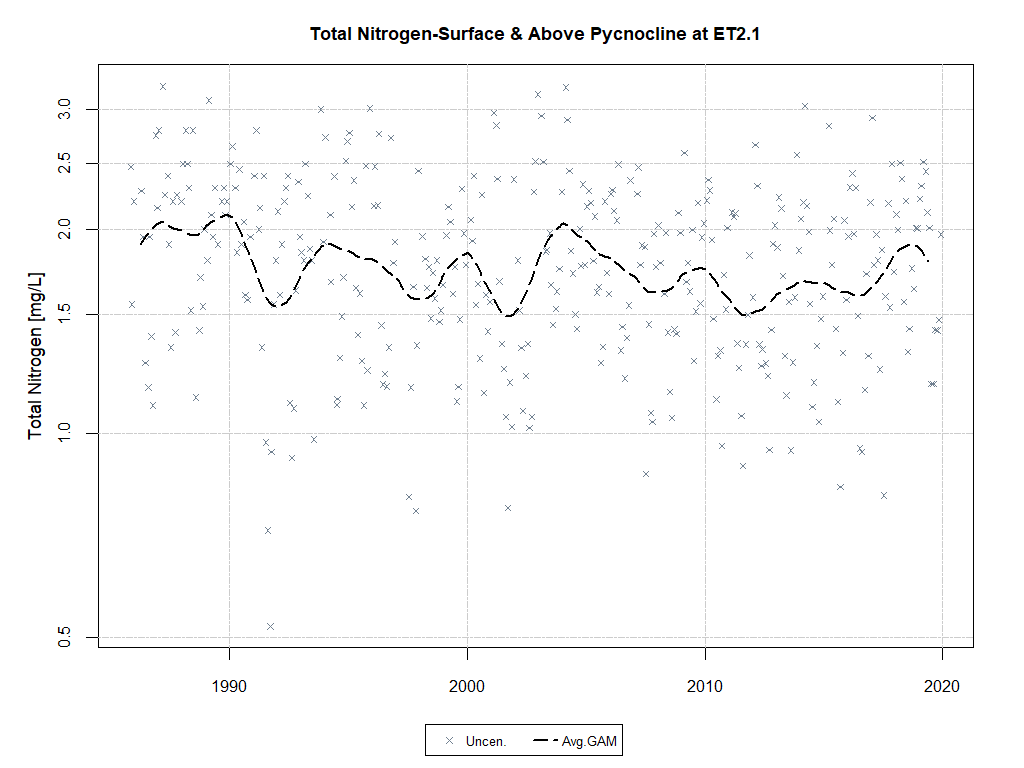 Total Nitrogen-Surface & Above Pycnocline at ET2.1
Total Nitrogen [mg/L]
3.0
2.5
2.0
1.5
1.0
0.5
1990 2000 2010 2020
Uncen. Avg.GAM